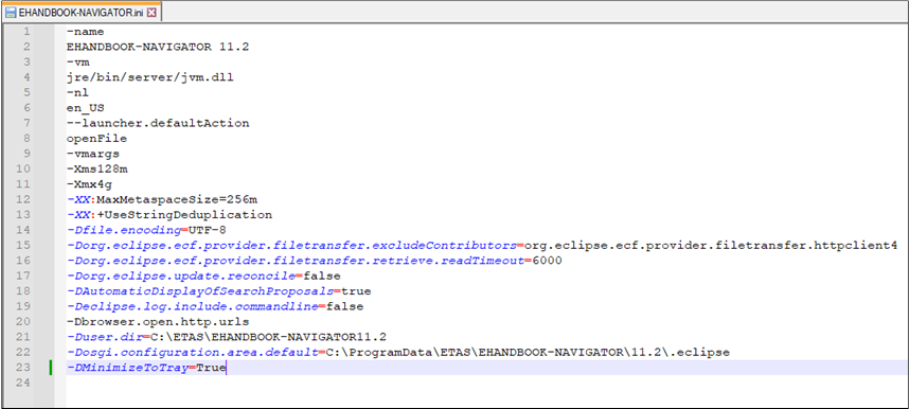 EHANDBOOK-NAVIGATOR.ini
1 -name
2 EHANDBOOK-NAVIGATOR 11.2
3 -vm
4 jre/bin/server/jvm.dll
5 -nl
6 en_US
7 --launcher.defaultAction
8 openFile
9 -vmargs
10 -Xms128m
11 -Xmx4g
12 -XX:MaxMetaspaceSize=256m
13 -XX:+UseStringDeduplication
14 -Dfile.encoding=UTF-8
15 -Dorg.eclipse.ecf.provider.filetransfer.excludeContributors=org.eclipse.ecf.provider.filetransfer.httpclient4
16 -Dorg.eclipse.ecf.provider.filetransfer.retrieve.readTimeout=6000
17 -Dorg.eclipse.update.reconcile=false
18 -DAutomaticDisplayOfSearchProposals=true
19 -Declipse.log.include.commandline=false
20 -Dbrowser.open.http.urls
21 -Duser.dir=C:\ETAS\EHANDBOOK-NAVIGATOR11.2
22 -Dosgi.configuration.area.default=C:\ProgramData\ETAS\EHANDBOOK-NAVIGATOR\11.2\.eclipse
23 -DMinimizeToTray=True
24